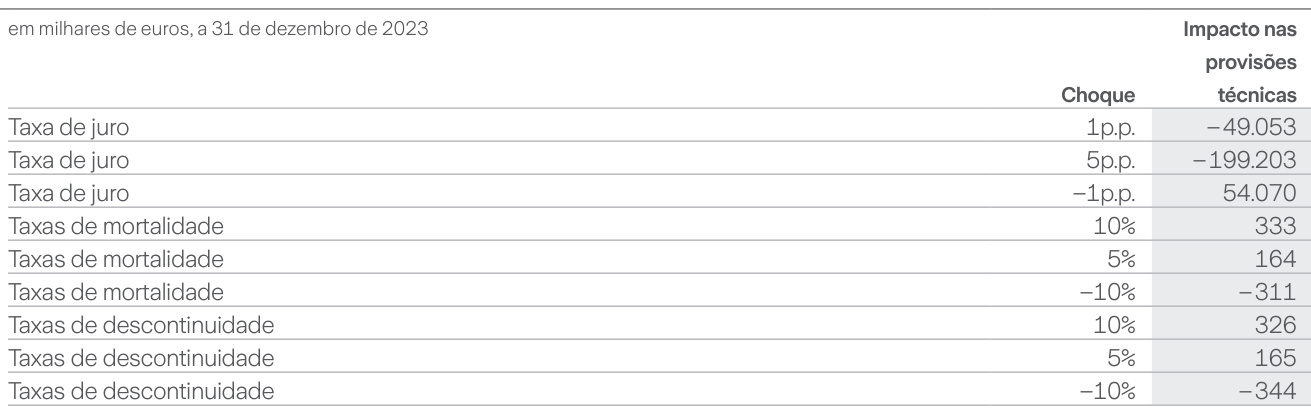 em milhares de euros, a 31 de dezembro de 2023 Impacto nas
provisões
Choque técnicas
Taxa de juro 1p.p. −49.053
Taxa de juro 5p.p. −199.203
Taxa de juro −1p.p. 54.070
Taxas de mortalidade 10% 333
Taxas de mortalidade 5% 164
Taxas de mortalidade −10% −311
Taxas de descontinuidade 10% 326
Taxas de descontinuidade 5% 165
Taxas de descontinuidade −10% −344